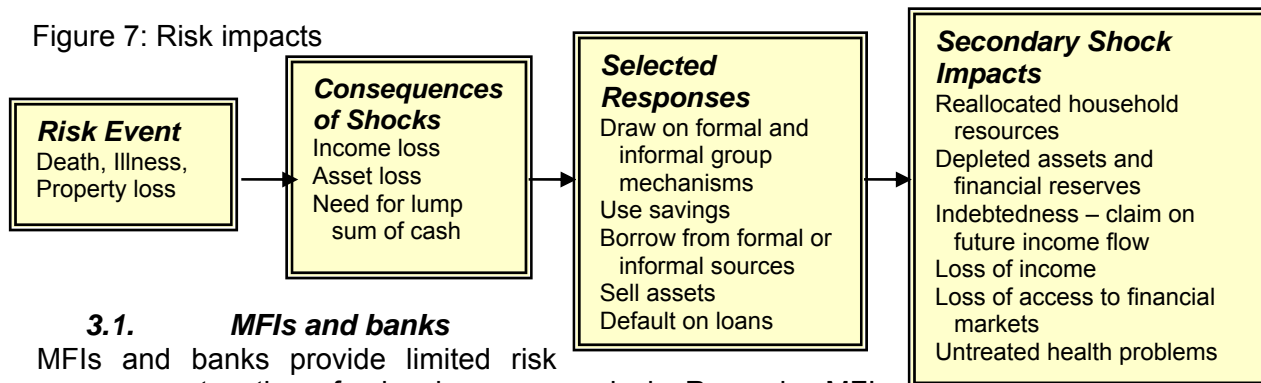 Figure 7: Risk impacts
Risk Event
Death, Illness,
Property loss
Consequences
of Shocks
Income loss
Asset loss
Need for lump
sum of cash
Selected
Responses
Draw on formal and
informal group
mechanisms
Use savings
Borrow from formal or
informal sources
Sell assets
Default on loans
Secondary Shock
Impacts
Reallocated household
resources
Depleted assets and
financial reserves
Indebtedness – claim on
future income flow
Loss of income
Loss of access to financial
markets
Untreated health problems
3.1. MFIs and banks
MFIs and banks provide limited risk